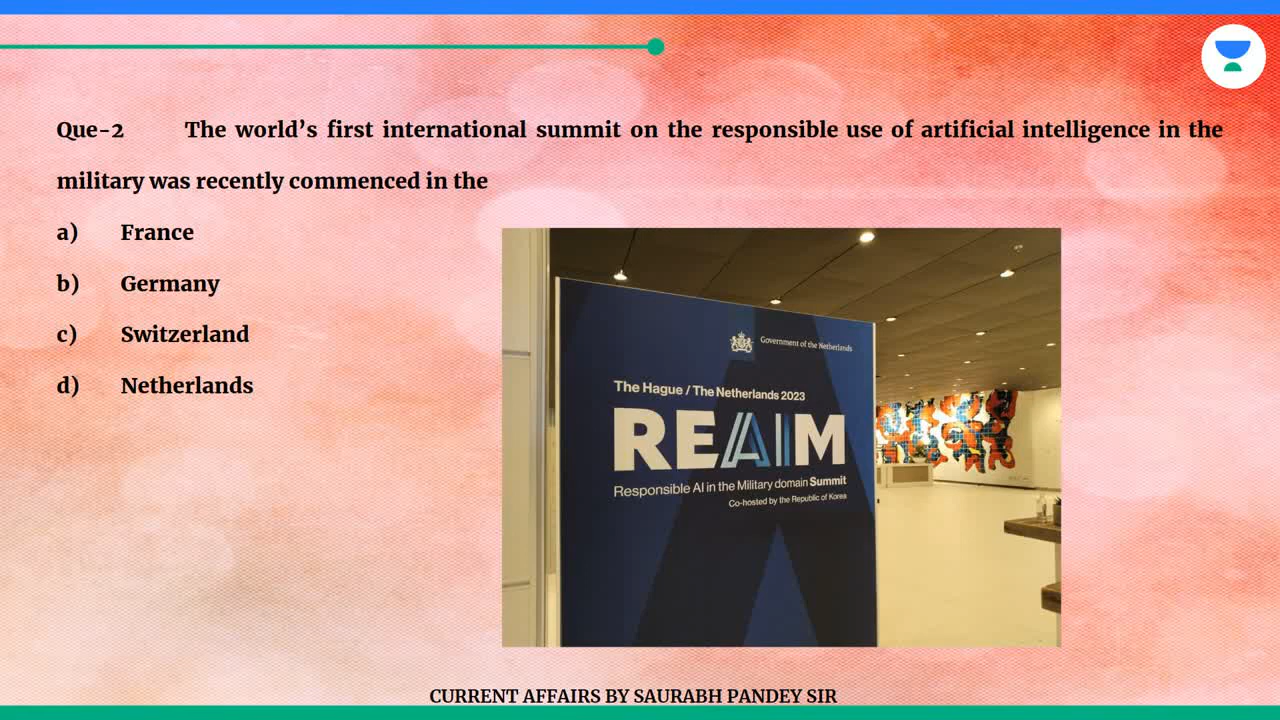 Que-2 The world’s first international summit on the responsible use of artificial intelligence in the
military was recently commenced in the
a) France
b) Germany
c) Switzerland
d) Netherlands
Government of the Netherlands
The Hague / The Netherlands 2023
REAIM
Responsible AI in the Military domain Summit
Co-hosted by the Republic of Korea
CURRENT AFFAIRS BY SAURABH PANDEY SIR